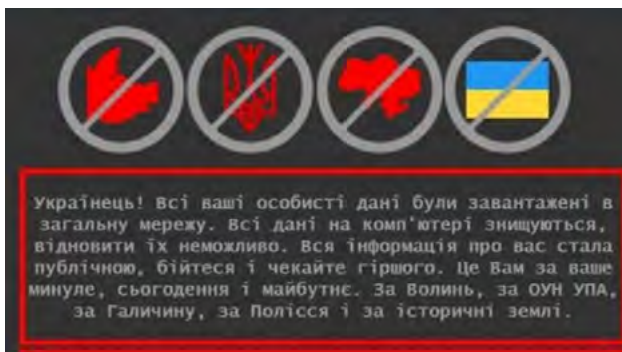 Українець! Всі ваші особисті дані були завантажені в
загальну мережу. Всі дані на комп'ютері знищуються,
відновити їх неможливо. Вся інформація про вас стала
публічною, бійтеся і чекайте гіршого. Це Вам за ваше
минуле, сьогодення і майбутнє. За Волинь, за ОУН УПА,
за Галичину, за Полісся і за історичні землі.